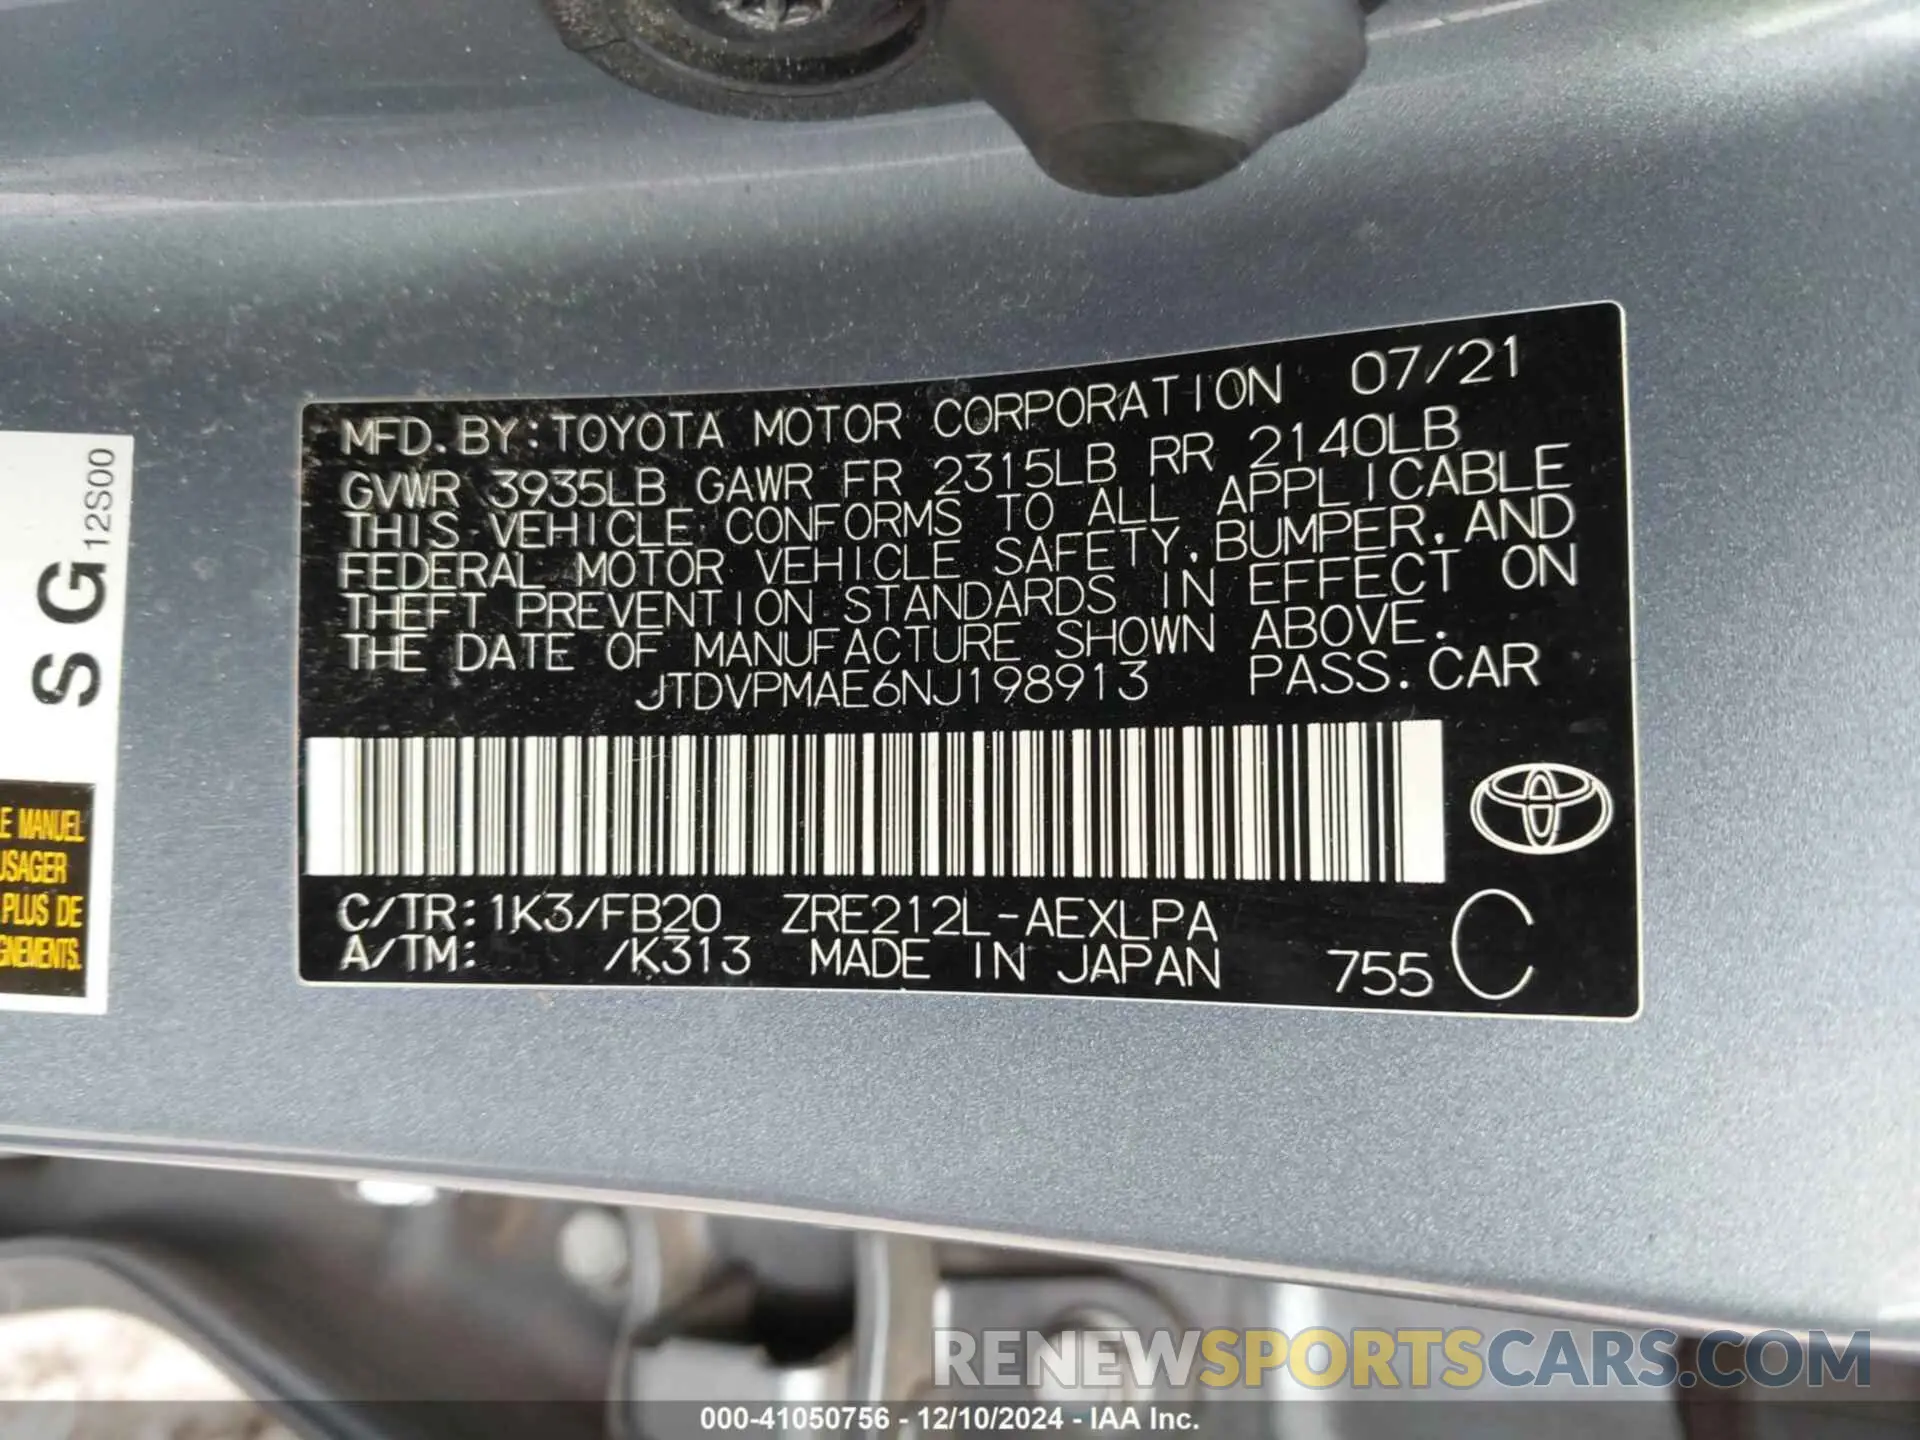 MFD. BY: TOYOTA MOTOR CORPORATION 07/21
GVWR 3935LB GAWR FR 2315LB RR 2140LB
THIS VEHICLE CONFORMS TO ALL APPLICABLE
FEDERAL MOTOR VEHICLE SAFETY, BUMPER, AND
THEFT PREVENTION STANDARDS IN EFFECT ON
THE DATE OF MANUFACTURE SHOWN ABOVE.
JTDVPMAE6NJ198913 PASS. CAR
C/TR: 1K3/FB20 ZRE212L-AEXLPA
A/TM: /K313 MADE IN JAPAN 755 C
S G 12S00
E MANUEL
USAGER
PLUS DE
GNEMENTS.
RENEWSPORTSCARS.COM
000-41050756 - 12/10/2024 - IAA Inc.